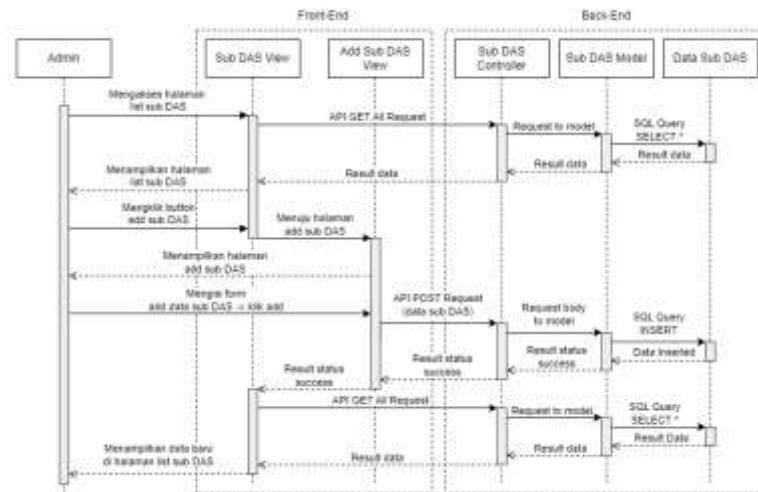 Front-End
Back-End
Admin
Sub DAS View
Add Sub DAS
View
Sub DAS
Controller
Sub DAS Model
Data Sub DAS
Mengakses halaman
list sub DAS
API GET All Request
Request to model
SQL Query
SELECT *
Result data
Result data
Result data
Menampilkan halaman
list sub DAS
Mengklik button
add sub DAS
Menuju halaman
add sub DAS
Menampilkan halaman
add sub DAS
Mengisi form
add data sub DAS -> klik add
API POST Request
(data sub DAS)
Request body
to model
SQL Query
INSERT
Data Inserted
Result status
success
Result status
success
Result status
success
API GET All Request
Request to model
SQL Query
SELECT *
Result Data
Result data
Result data
Menampilkan data baru
di halaman list sub DAS